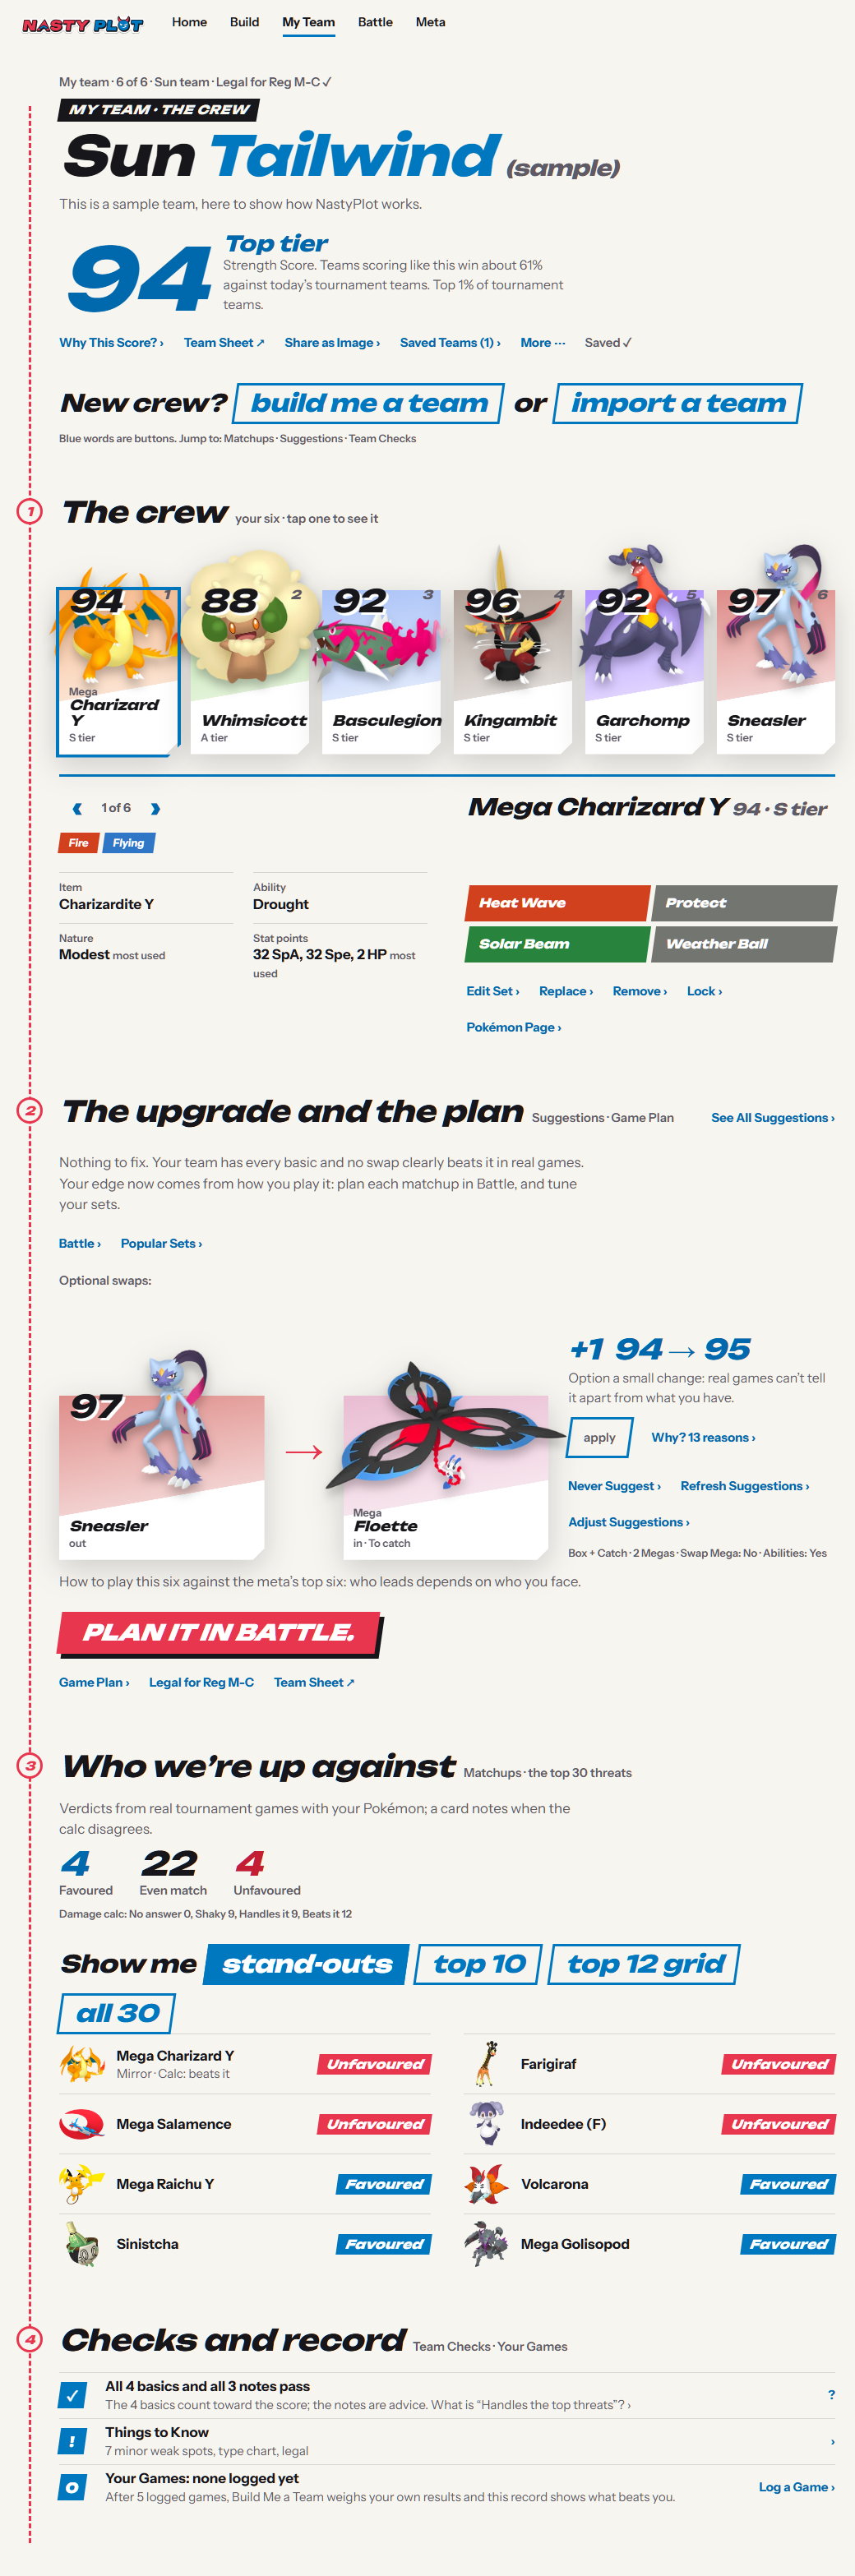 NASTY PLOT
Home Build My Team Battle Meta
My team · 6 of 6 · Sun team · Legal for Reg M-C ✓
MY TEAM · THE CREW
Sun Tailwind (sample)
This is a sample team, here to show how NastyPlot works.
94
Top tier
Strength Score. Teams scoring like this win about 61%
against today's tournament teams. Top 1% of tournament
teams.
Why This Score? › Team Sheet ↗ Share as Image › Saved Teams (1) › More ··· Saved ✓
New crew? build me a team or import a team
Blue words are buttons. Jump to: Matchups · Suggestions · Team Checks
1 The crew your six · tap one to see it
94 1
Mega
Charizard
Y
S tier
88 2
Whimsicott
A tier
92 3
Basculegion
S tier
96 4
Kingambit
S tier
92 5
Garchomp
S tier
97 6
Sneasler
S tier
‹ 1 of 6 ›
Fire Flying
Item
Charizardite Y
Ability
Drought
Nature
Modest most used
Stat points
32 SpA, 32 Spe, 2 HP most
used
Mega Charizard Y 94 · S tier
Heat Wave Protect
Solar Beam Weather Ball
Edit Set › Replace › Remove › Lock ›
Pokémon Page ›
2 The upgrade and the plan Suggestions · Game Plan See All Suggestions ›
Nothing to fix. Your team has every basic and no swap clearly beats it in real games.
Your edge now comes from how you play it: plan each matchup in Battle, and tune
your sets.
Battle › Popular Sets ›
Optional swaps:
97
Sneasler
out
→
Mega
Floette
in · To catch
+1 94 → 95
Option a small change: real games can't tell
it apart from what you have.
apply Why? 13 reasons ›
Never Suggest › Refresh Suggestions ›
Adjust Suggestions ›
Box + Catch · 2 Megas · Swap Mega: No · Abilities: Yes
How to play this six against the meta's top six: who leads depends on who you face.
PLAN IT IN BATTLE.
Game Plan › Legal for Reg M-C Team Sheet ↗
3 Who we're up against Matchups · the top 30 threats
Verdicts from real tournament games with your Pokémon; a card notes when the
calc disagrees.
4 22 4
Favoured Even match Unfavoured
Damage calc: No answer 0, Shaky 9, Handles it 9, Beats it 12
Show me stand-outs top 10 top 12 grid
all 30
Mega Charizard Y Unfavoured
Mirror · Calc: beats it
Farigiraf Unfavoured
Mega Salamence Unfavoured
Indeedee (F) Unfavoured
Mega Raichu Y Favoured
Volcarona Favoured
Sinistcha Favoured
Mega Golisopod Favoured
4 Checks and record Team Checks · Your Games
✓ All 4 basics and all 3 notes pass ?
The 4 basics count toward the score; the notes are advice. What is “Handles the top threats”? ›
! Things to Know ›
7 minor weak spots, type chart, legal
0 Your Games: none logged yet Log a Game ›
After 5 logged games, Build Me a Team weighs your own results and this record shows what beats you.